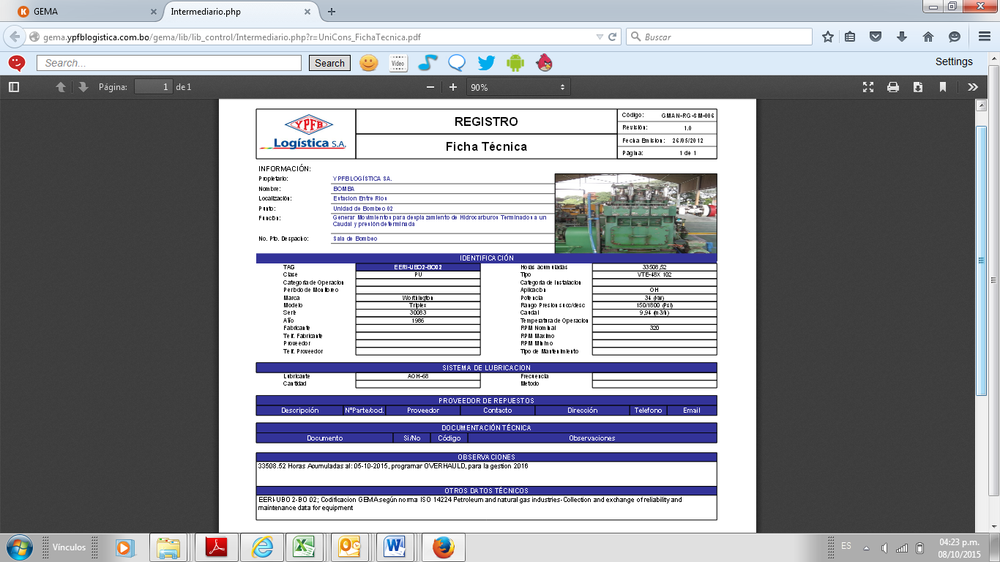 GEMA
Intermediario.php
gema.ypfblogistica.com.bo/gema/lib/lib_control/Intermediario.php?r=UniCons_FichaTecnica.pdf
Buscar
Search...
Search
Video
Settings
Página: 1 de 1
90%
YPFB
Logística S.A.
REGISTRO
Ficha Técnica
Código: GMAN-RG-SM-006
Revisión: 1.0
Fecha Emision: 26/05/2012
Página: 1 de 1
INFORMACIÓN:
Propietario: YPFB LOGÍSTICA SA.
Nombre: BOMBA
Localización: Estacion Entre Rios
Punto: Unidad de Bombeo 02
Función: Generar Movimientos para desplazamiento de Hidrocarburos Terminados a un
Caudal y presión determinada
No. Pto. Despacho: Sala de Bombeo
IDENTIFICACIÓN
TAG EERI-UBO2-BO02 Horas acumuladas 33508,52
Clase PU Tipo VTE-48X 102
Categoria de Operacion Categoria de Instalacion
Periodo de Monitoreo Aplicación OH
Marca Worthington Potencia 34 (Kw)
Modelo Triplex Rango Presion succ/desc 150/1800 (Psi)
Serie 30083 Caudal 9,94 (m3/h)
Año 1986 Temperatura de Operacion
Fabricante RPM Nominal 320
Telf. Fabricante RPM Maximo
Proveedor RPM Minimo
Telf. Proveedor Tipo de Mantenimiento
SISTEMA DE LUBRICACION
Lubricante AOH-68 Frecuencia
Cantidad Metodo
PROVEEDOR DE REPUESTOS
Descripción NºParte/cod. Proveedor Contacto Dirección Telefono Email
DOCUMENTACIÓN TÉCNICA
Documento Si/No Código Observaciones
OBSERVACIONES
33508.52 Horas Acumuladas al: 05-10-2015, programar OVERHAULD, para la gestion 2016
OTROS DATOS TÉCNICOS
EERI-UBO 2-BO 02; Codificacion GEMA según norma ISO 14224 Petroleum and natural gas industries-Collection and exchange of reliability and
maintenance data for equipment
Vínculos
ES
04:23 p.m.
08/10/2015